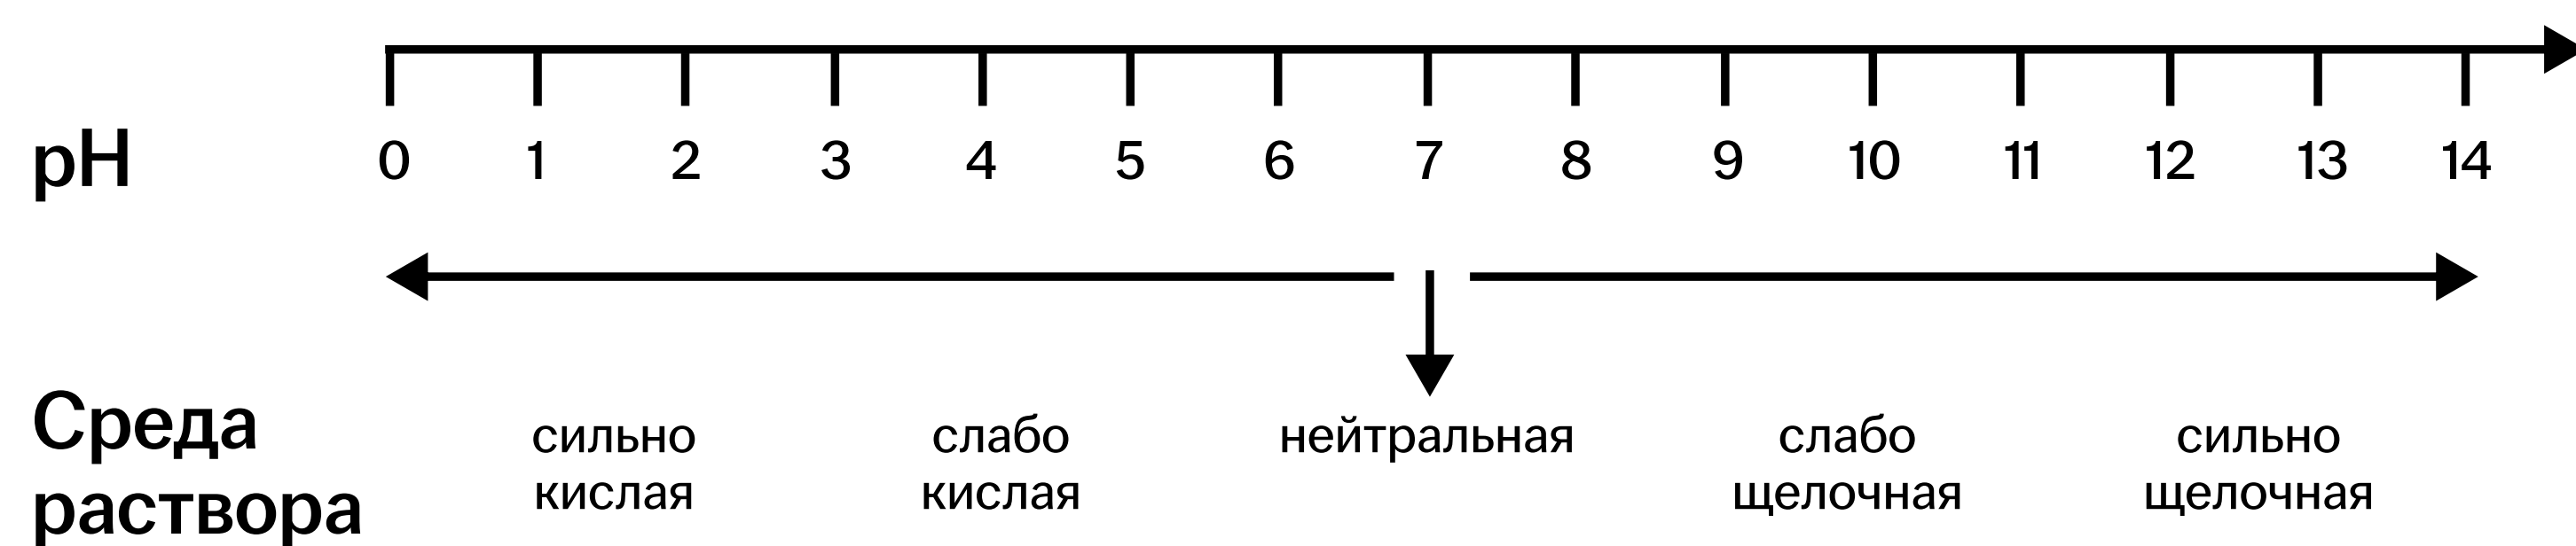 pH 0 1 2 3 4 5 6 7 8 9 10 11 12 13 14
Среда
раствора
сильно
кислая
слабо
кислая
нейтральная
слабо
щелочная
сильно
щелочная